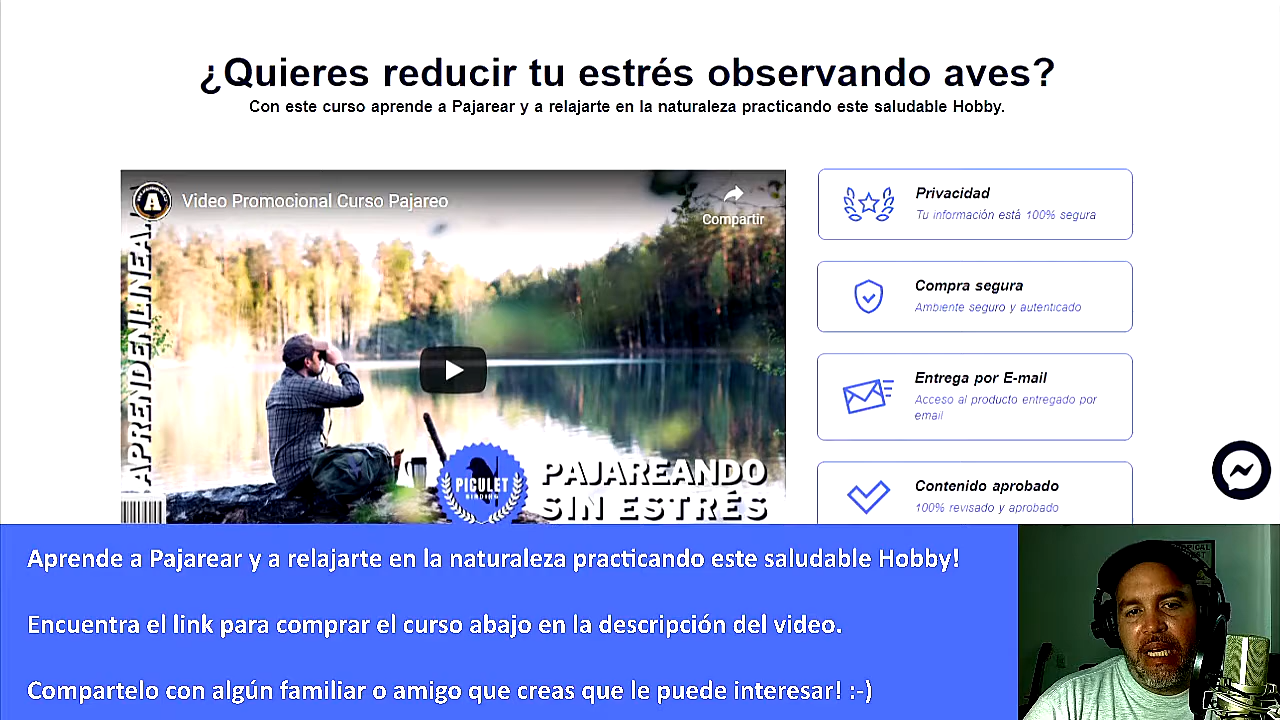 ¿Quieres reducir tu estrés observando aves?
Con este curso aprende a Pajarear y a relajarte en la naturaleza practicando este saludable Hobby.
A
Video Promocional Curso Pajareo
Compartir
APRENDENLINEA.
PICULET
BIRDING
PAJAREANDO
SIN ESTRÉS
Privacidad
Tu información está 100% segura
Compra segura
Ambiente seguro y autenticado
Entrega por E-mail
Acceso al producto entregado por
email
Contenido aprobado
100% revisado y aprobado
Aprende a Pajarear y a relajarte en la naturaleza practicando este saludable Hobby!
Encuentra el link para comprar el curso abajo en la descripción del video.
Compartelo con algún familiar o amigo que creas que le puede interesar! :-)